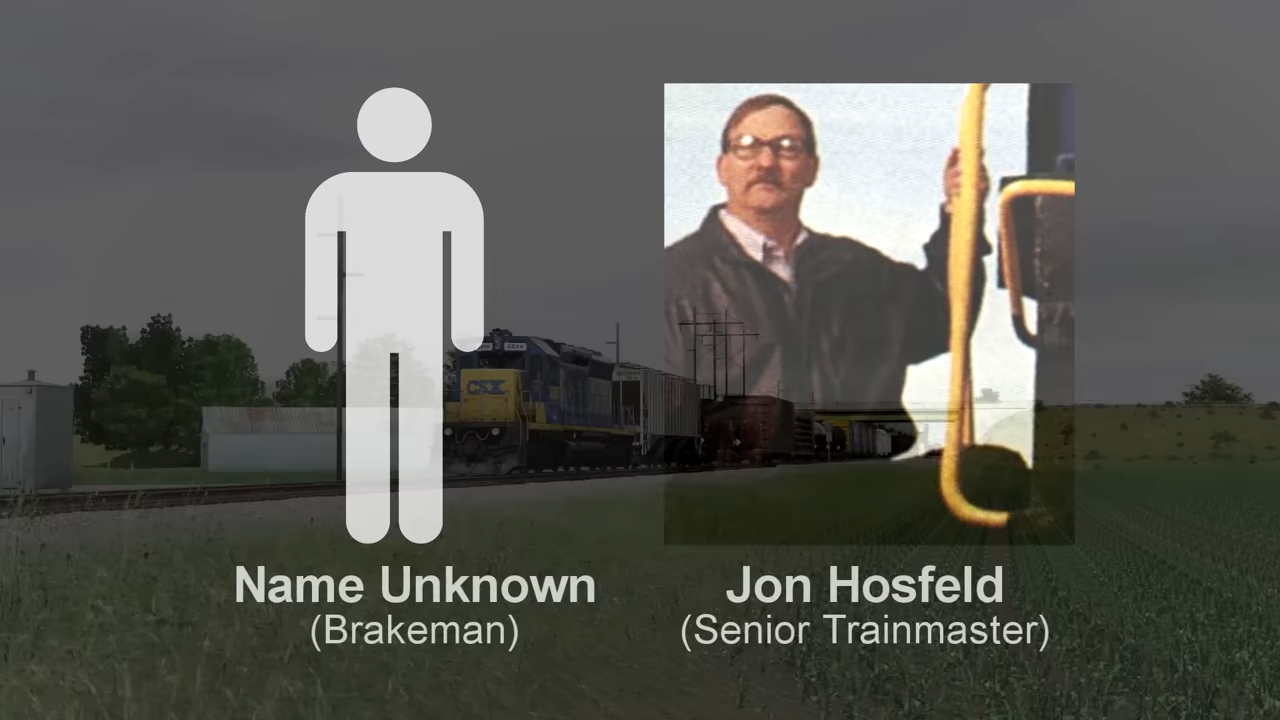 CSX
Name Unknown
(Brakeman)
Jon Hosfeld
(Senior Trainmaster)